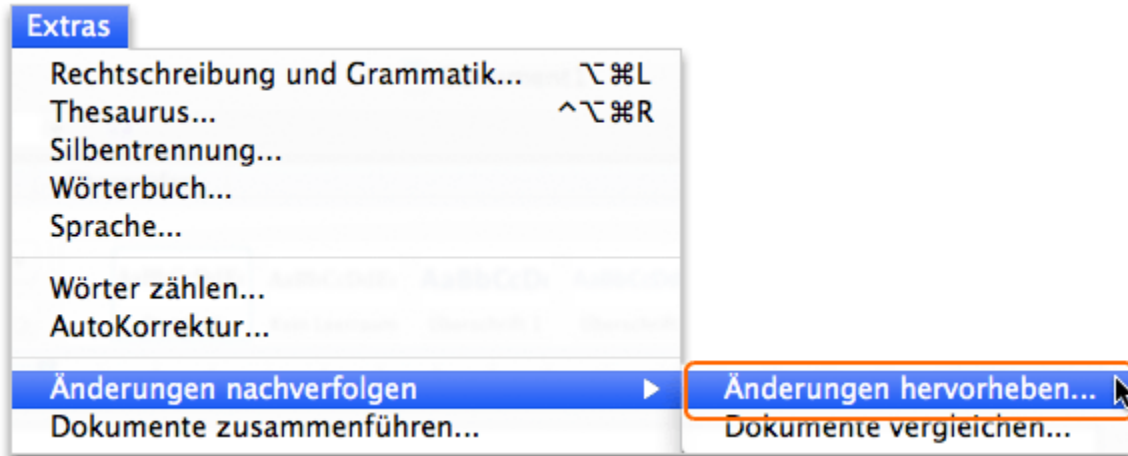 Extras
Rechtschreibung und Grammatik... ⌥⌘L
Thesaurus... ^⌥⌘R
Silbentrennung...
Wörterbuch...
Sprache...
Wörter zählen...
AutoKorrektur...
Änderungen nachverfolgen ▶
Änderungen hervorheben...
Dokumente zusammenführen...
Dokumente vergleichen...